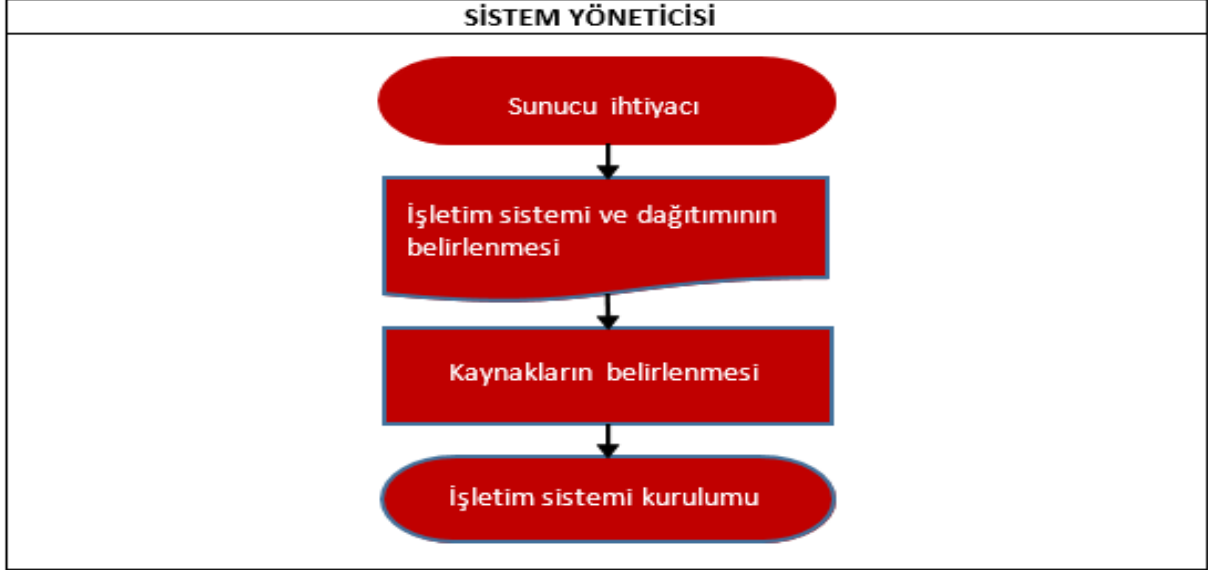 SİSTEM YÖNETİCİSİ
Sunucu ihtiyacı
İşletim sistemi ve dağıtımının
belirlenmesi
Kaynakların belirlenmesi
İşletim sistemi kurulumu